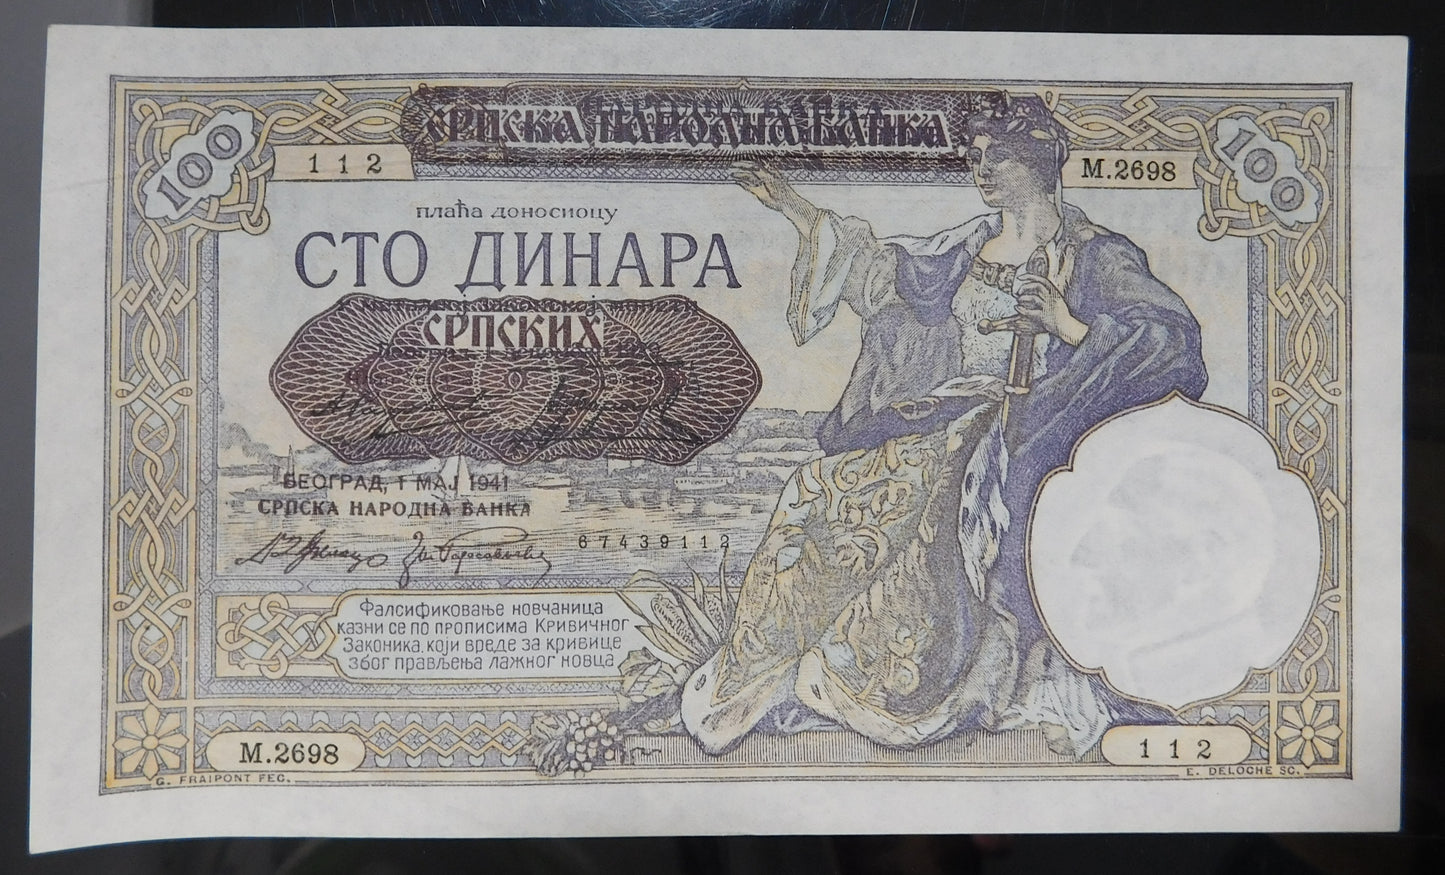 СРПСКА НАРОДНА БАНКА
100
112
М.2698
100
плаћа доносиоцу
СТО ДИНАРА
СРПСКИХ
БЕОГРАД, 1 МАЈ 1941
СРПСКА НАРОДНА БАНКА
67439112
Фалсификовање новчаница
казни се по прописима Кривичног
Законика, који вреде за кривице
због прављења лажног новца
М.2698
112
G. FRAIPONT FEC.
E. DELOCHE SC.